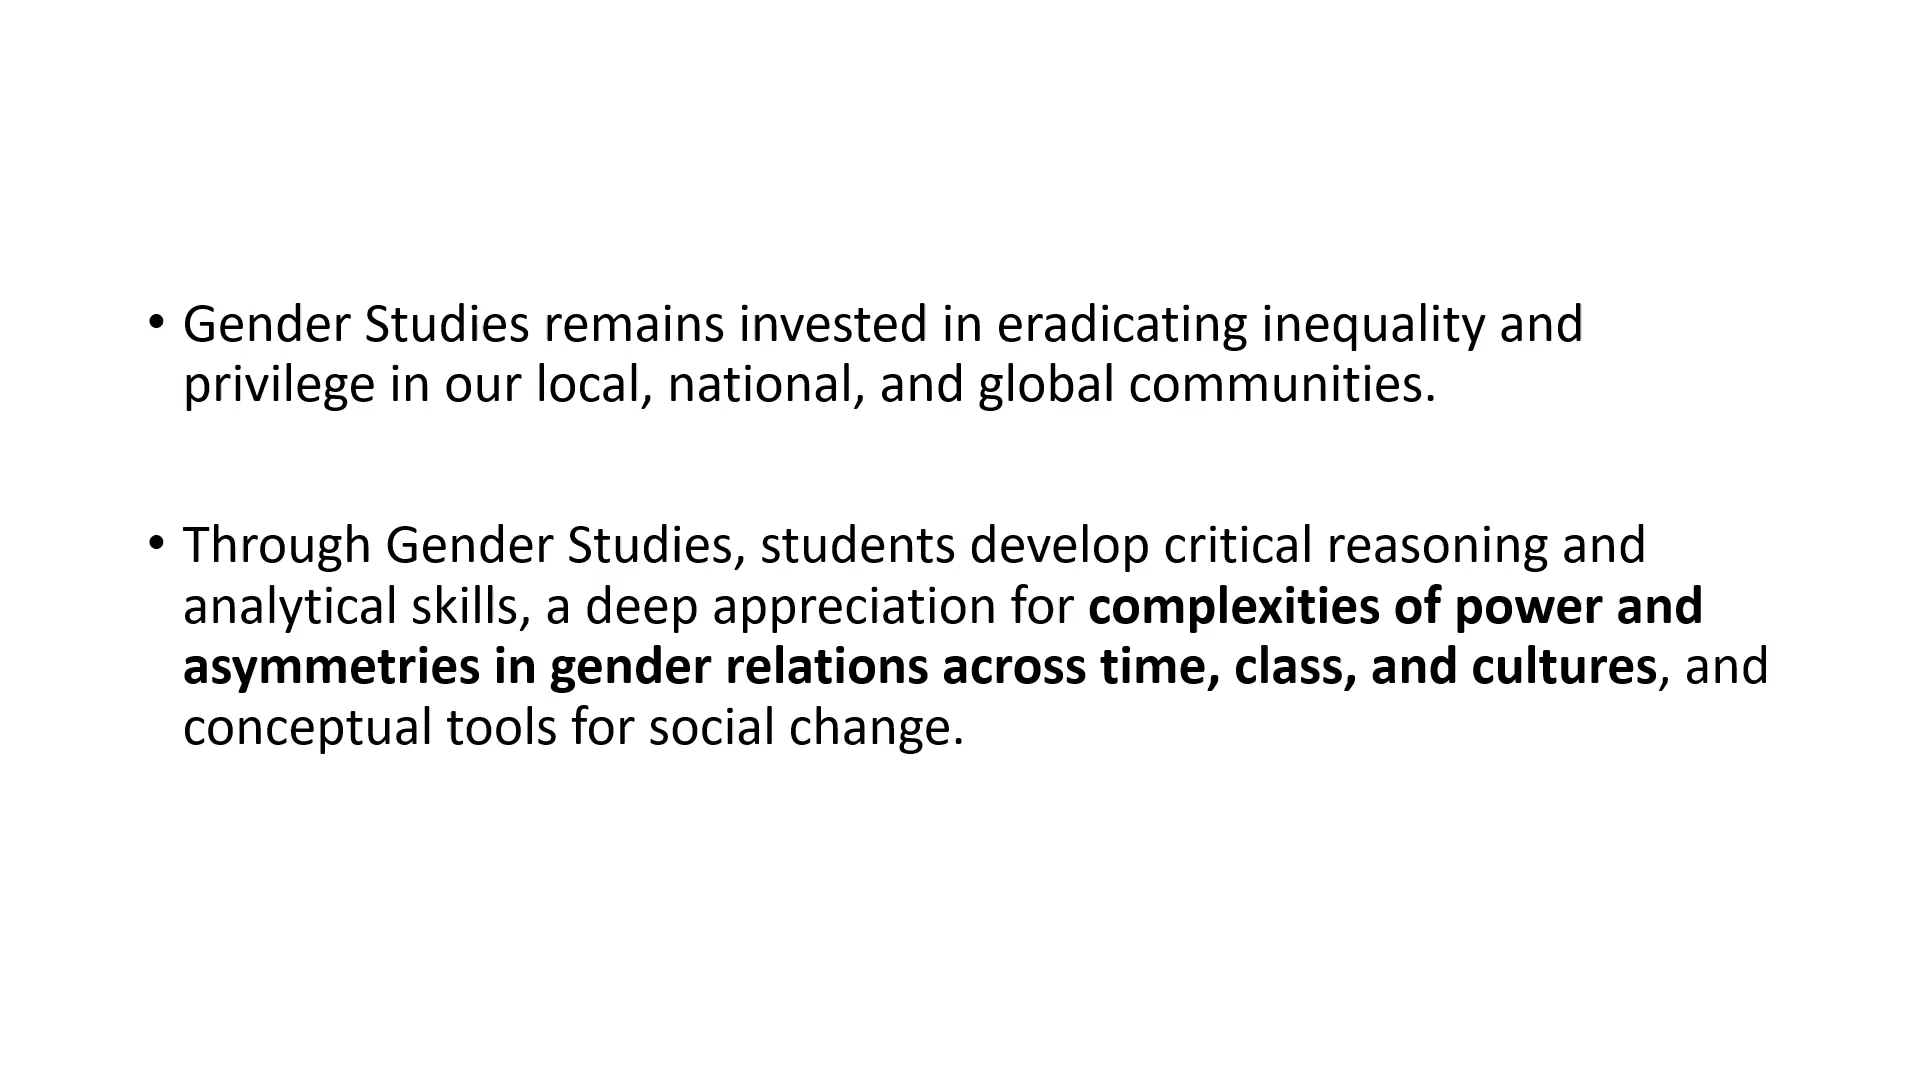 • Gender Studies remains invested in eradicating inequality and
privilege in our local, national, and global communities.
• Through Gender Studies, students develop critical reasoning and
analytical skills, a deep appreciation for complexities of power and
asymmetries in gender relations across time, class, and cultures, and
conceptual tools for social change.